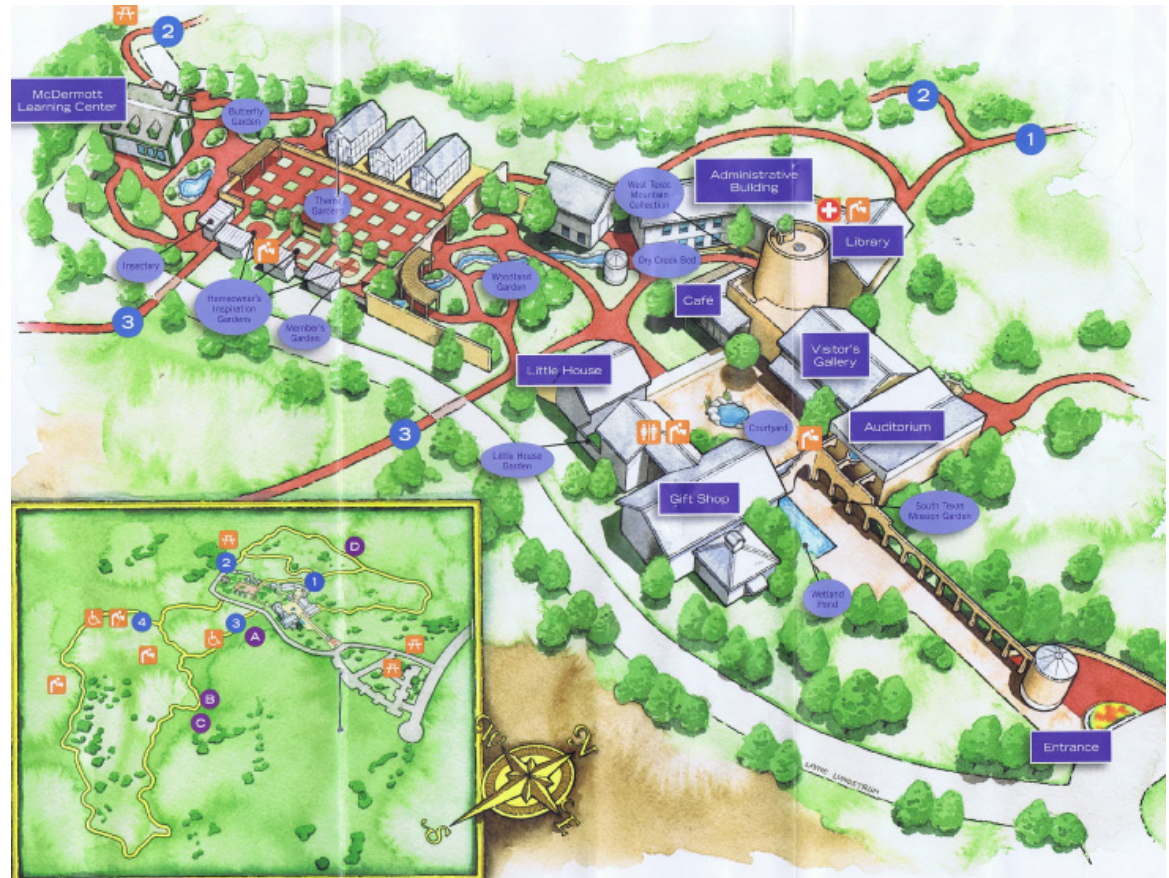 2
McDermott
Learning Center
Butterfly
Garden
2
1
Theme
Gardens
West Texas
Mountain
Collection
Administrative
Building
Library
Insectary
Homeowner's
Inspiration
Gardens
Member's
Garden
Woodland
Garden
Dry Creek Bed
Café
3
Little House
Visitor's
Gallery
3
Little House
Garden
Courtyard
Auditorium
Gift Shop
South Texas
Mission Garden
Wetland
Pond
Entrance
LAYNE LUNDSTROM
D
2
1
4
3
A
B
C
W
N
S
E